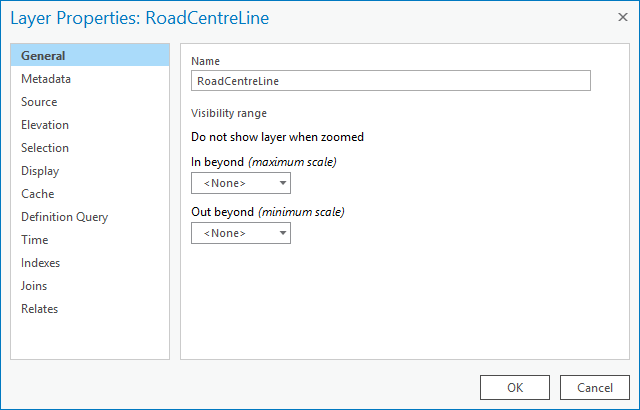 Layer Properties: RoadCentreLine
General
Metadata
Source
Elevation
Selection
Display
Cache
Definition Query
Time
Indexes
Joins
Relates
Name
RoadCentreLine
Visibility range
Do not show layer when zoomed
In beyond (maximum scale)
<None>
Out beyond (minimum scale)
<None>
OK Cancel